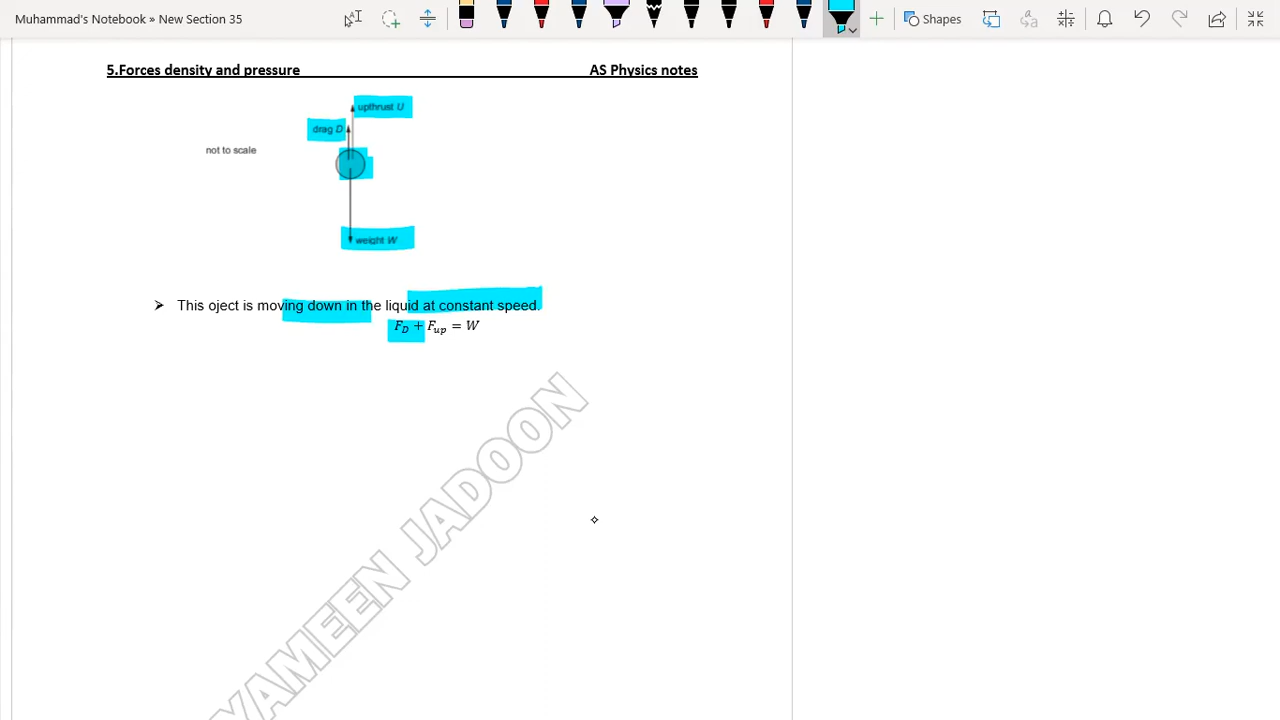 Muhammad's Notebook » New Section 35
Shapes
5.Forces density and pressure AS Physics notes
upthrust U
drag D
not to scale
weight W
➤ This oject is moving down in the liquid at constant speed.
F_D + F_up = W
YAMEEN JADOON